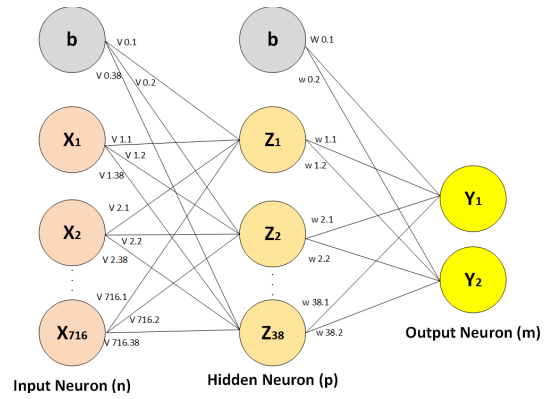 b
b
V 0.1
W 0.1
V 0.38
V 0.2
w 0.2
X1
V 1.1
V 1.2
V 1.38
Z1
w 1.1
w 1.2
X2
V 2.1
V 2.2
V 2.38
Z2
w 2.1
w 2.2
Y1
Y2
X716
V 716.1
V 716.2
V 716.38
Z38
w 38.1
w 38.2
Output Neuron (m)
Input Neuron (n)
Hidden Neuron (p)